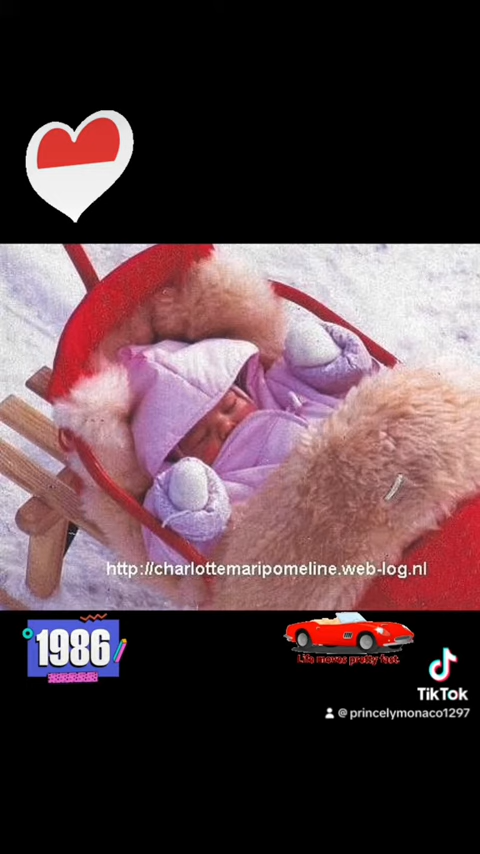 http://charlottemaripomeline.web-log.nl
1986
Life moves pretty fast.
TikTok
@princelymonaco1297